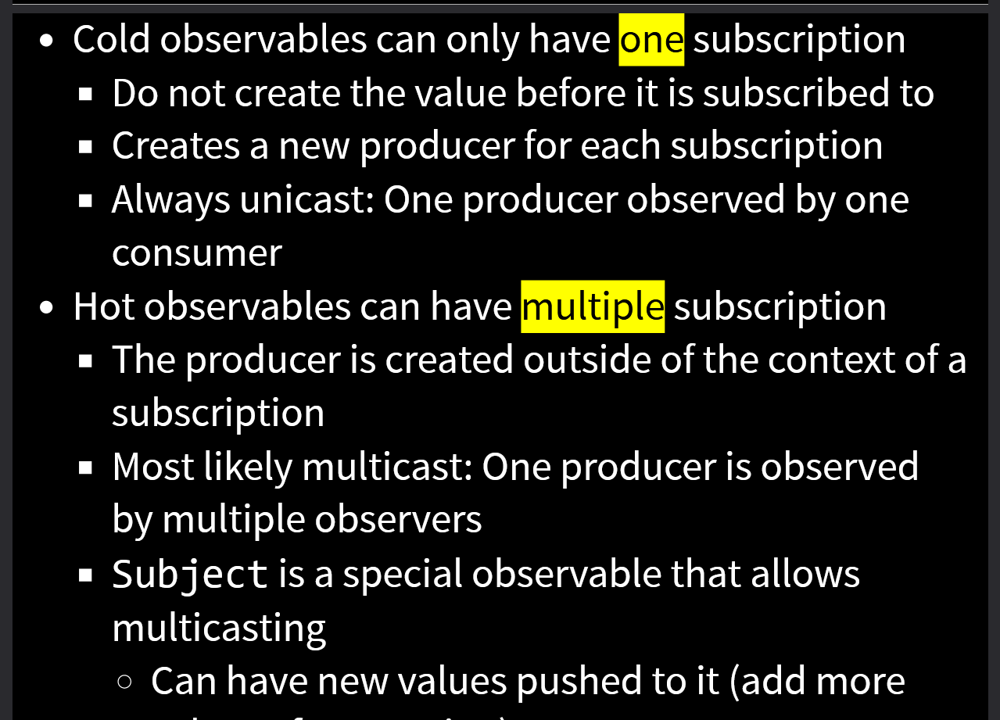 Cold observables can only have one subscription
Do not create the value before it is subscribed to
Creates a new producer for each subscription
Always unicast: One producer observed by one
consumer
Hot observables can have multiple subscription
The producer is created outside of the context of a
subscription
Most likely multicast: One producer is observed
by multiple observers
Subject is a special observable that allows
multicasting
Can have new values pushed to it (add more